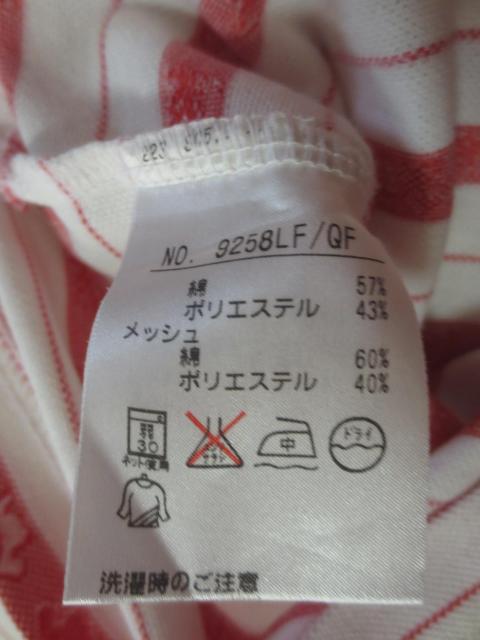 NO. 9258LF/QF
綿 57%
ポリエステル 43%
メッシュ
綿 60%
ポリエステル 40%
弱
30
ネット使用
中
ドライ
洗濯時のご注意